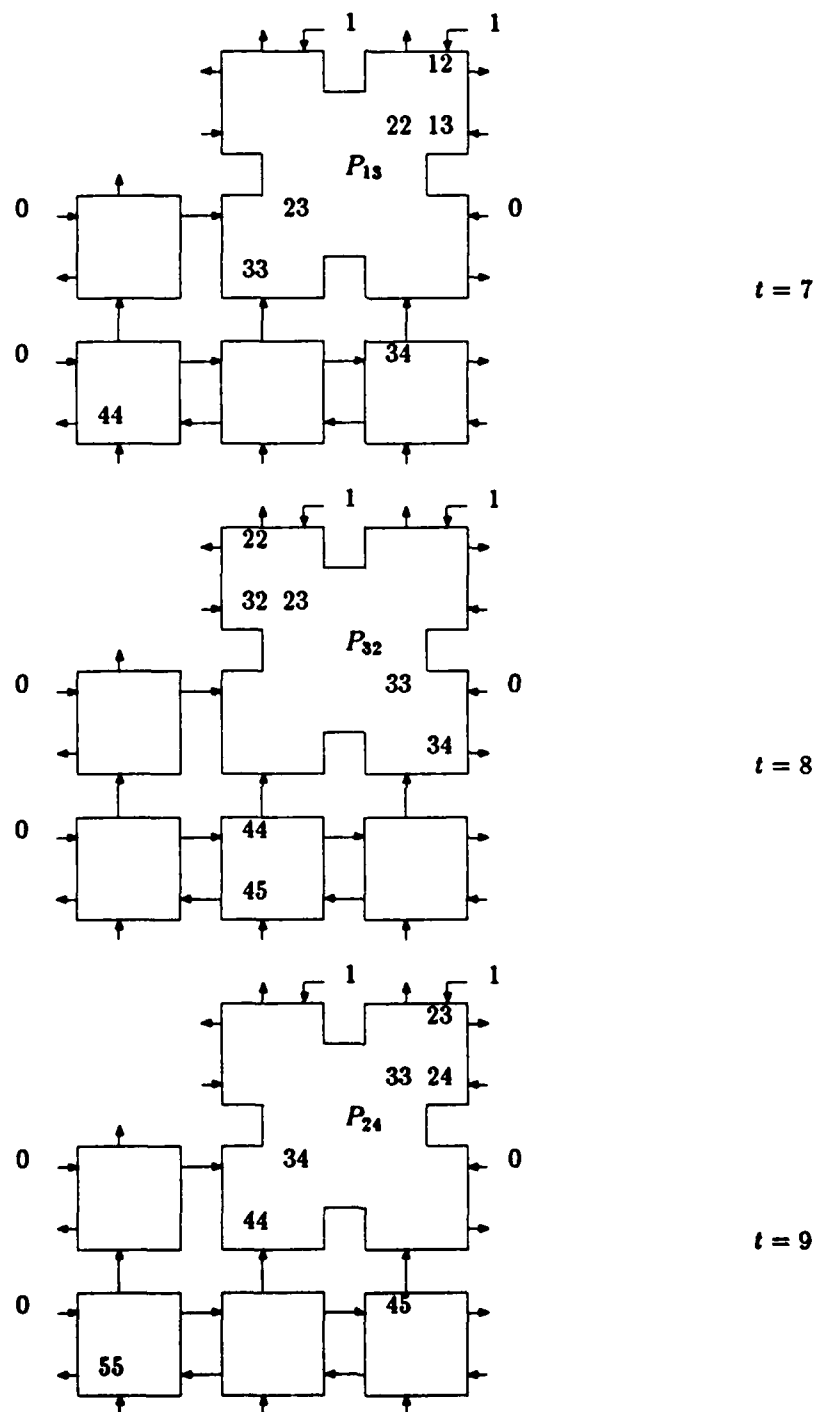 1 1
12
22 13
P₁₃
0 23 0
33
t = 7
0 34
44
1 1
22
32 23
P₃₂
0 33 0
34
t = 8
0 44
45
1 1
23
33 24
P₂₄
0 34 0
44
t = 9
0 45
55